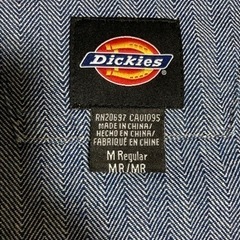 Dickies
RN20697 CA01095
MADE IN CHINA/
HECHO EN CHINA/
FABRIQUÉ EN CHINE
M Regular
MR/MR